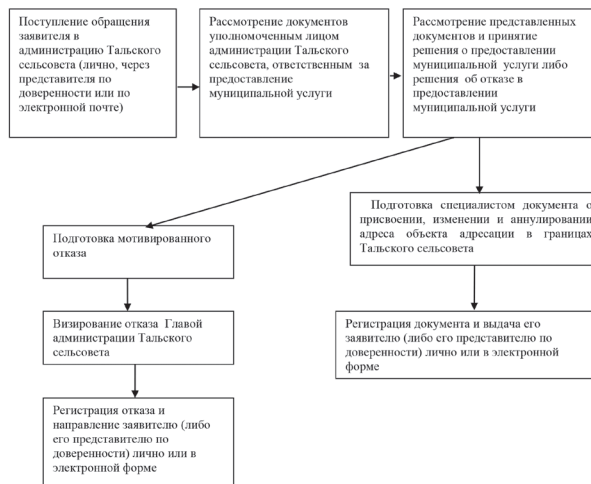 Поступление обращения
заявителя в
администрацию Тальского
сельсовета (лично, через
представителя по
доверенности или по
электронной почте)
Рассмотрение документов
уполномоченным лицом
администрации Тальского
сельсовета, ответственным за
предоставление
муниципальной услуги
Рассмотрение представленных
документов и принятие
решения о предоставлении
муниципальной услуги либо
решения об отказе в
предоставлении
муниципальной услуги
Подготовка специалистом документа о
присвоении, изменении и аннулировании
адреса объекта адресации в границах
Тальского сельсовета
Подготовка мотивированного
отказа
Визирование отказа Главой
администрации Тальского
сельсовета
Регистрация документа и выдача его
заявителю (либо его представителю по
доверенности) лично или в электронной
форме
Регистрация отказа и
направление заявителю (либо
его представителю по
доверенности) лично или в
электронной форме